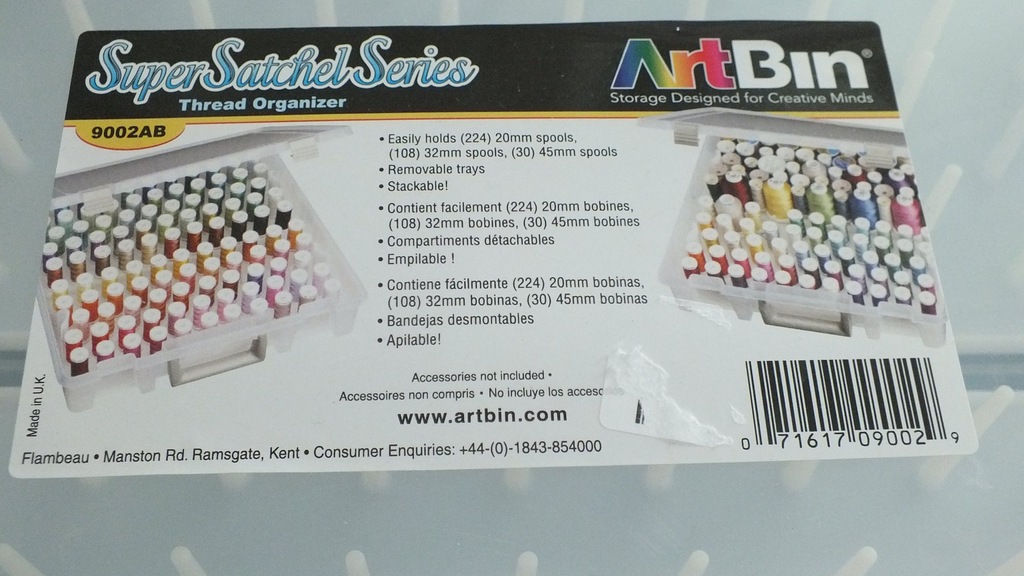 Super Satchel Series
Thread Organizer
ArtBin®
Storage Designed for Creative Minds
9002AB
• Easily holds (224) 20mm spools,
(108) 32mm spools, (30) 45mm spools
• Removable trays
• Stackable!
• Contient facilement (224) 20mm bobines,
(108) 32mm bobines, (30) 45mm bobines
• Compartiments détachables
• Empilable !
• Contiene fácilmente (224) 20mm bobinas,
(108) 32mm bobinas, (30) 45mm bobinas
• Bandejas desmontables
• Apilable!
Accessories not included •
Accessoires non compris • No incluye los
www.artbin.com
Made in U.K.
Flambeau • Manston Rd. Ramsgate, Kent • Consumer Enquiries: +44-(0)-1843-854000
0 71617 09002 9